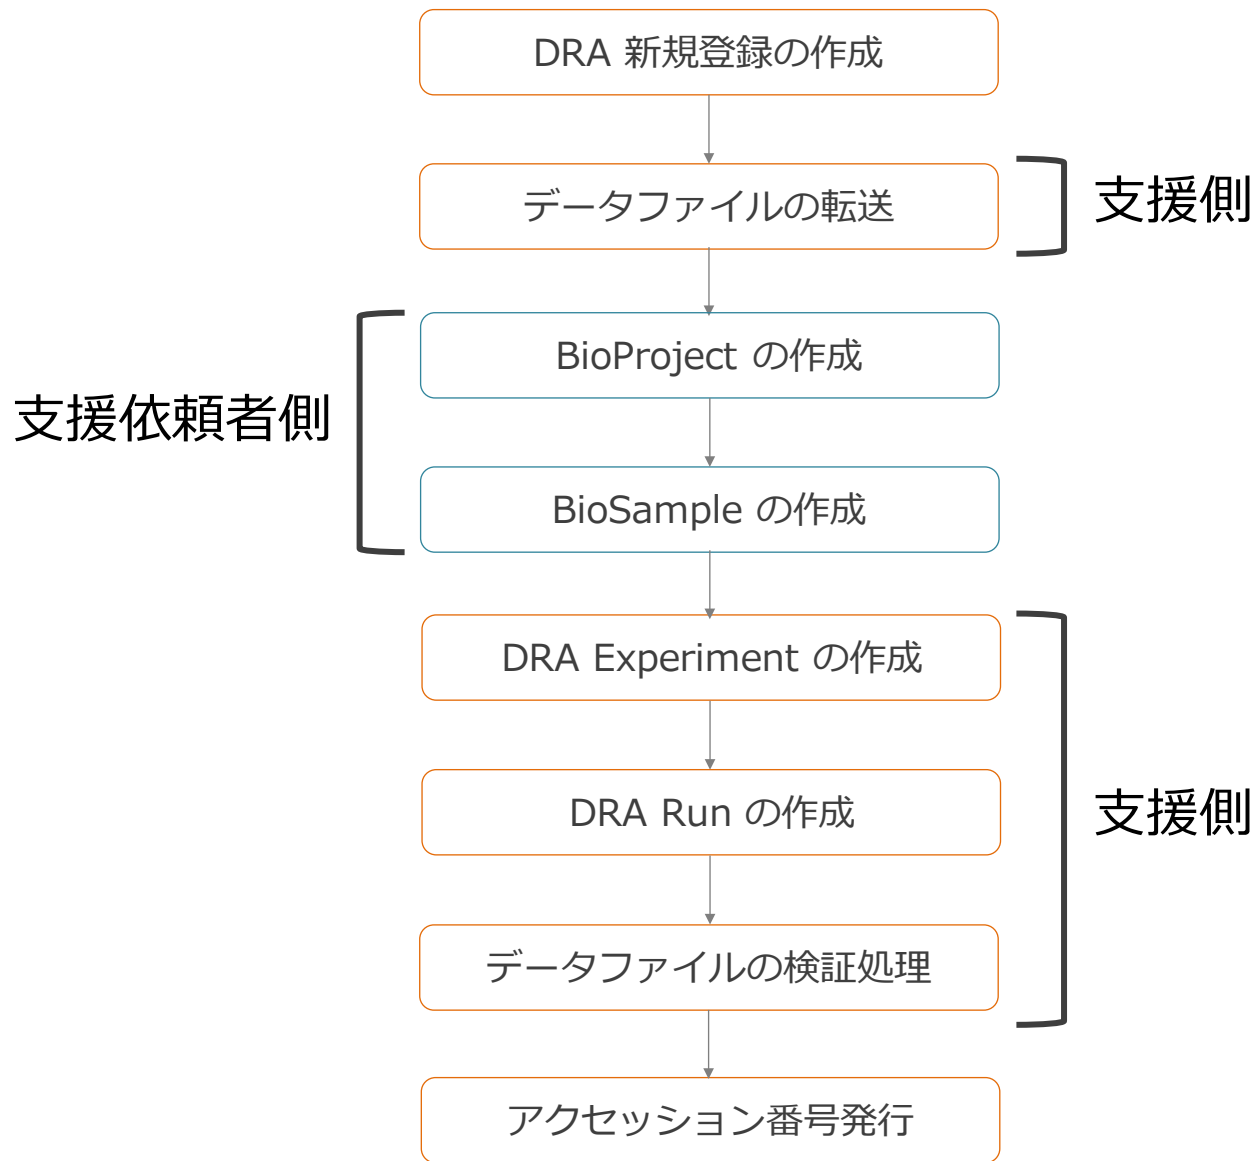 DRA 新規登録の作成
データファイルの転送
支援側
BioProject の作成
支援依頼者側
BioSample の作成
DRA Experiment の作成
DRA Run の作成
支援側
データファイルの検証処理
アクセッション番号発行